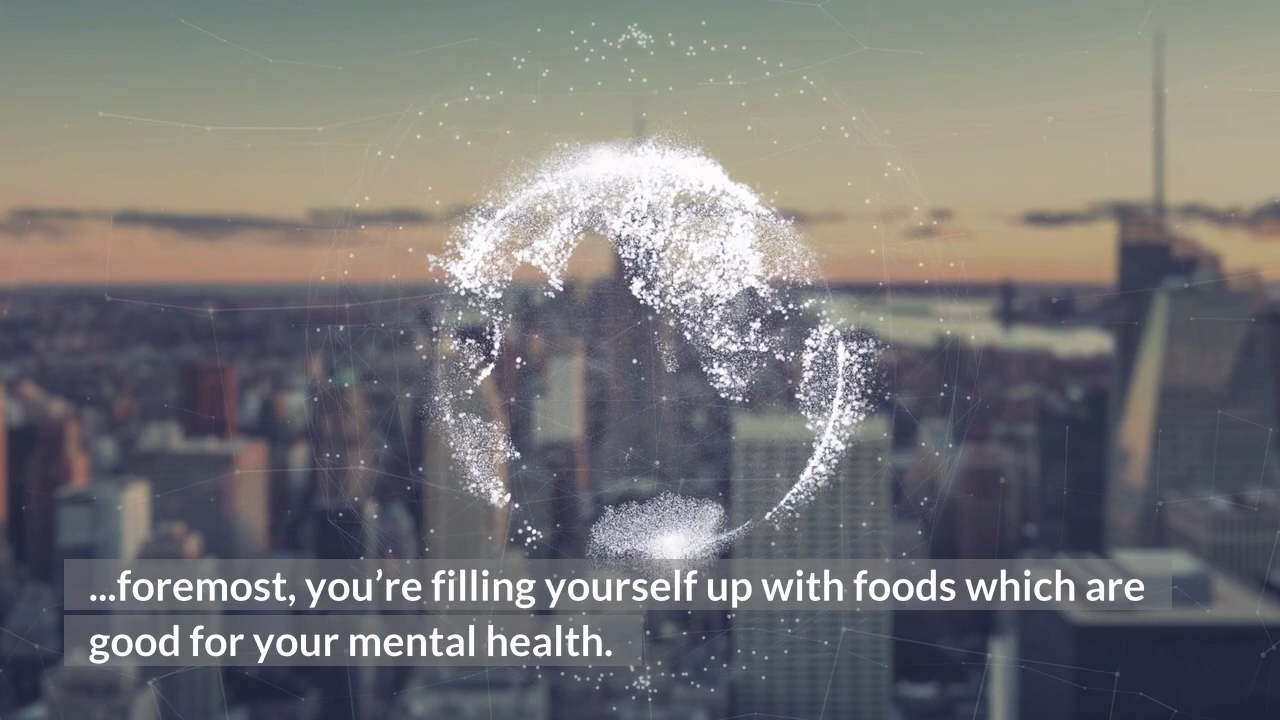 ...foremost, you’re filling yourself up with foods which are
good for your mental health.